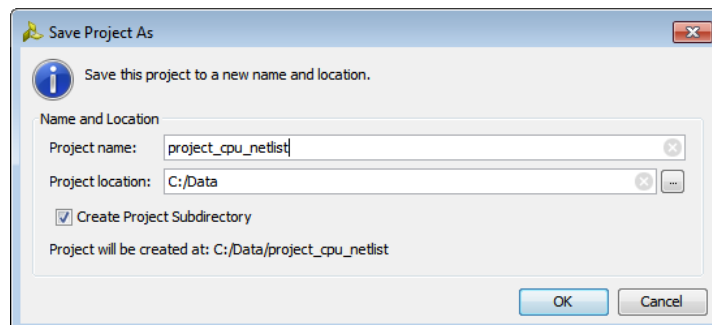 Save Project As
Save this project to a new name and location.
Name and Location
Project name: project_cpu_netlist
Project location: C:/Data ...
Create Project Subdirectory
Project will be created at: C:/Data/project_cpu_netlist
OK Cancel